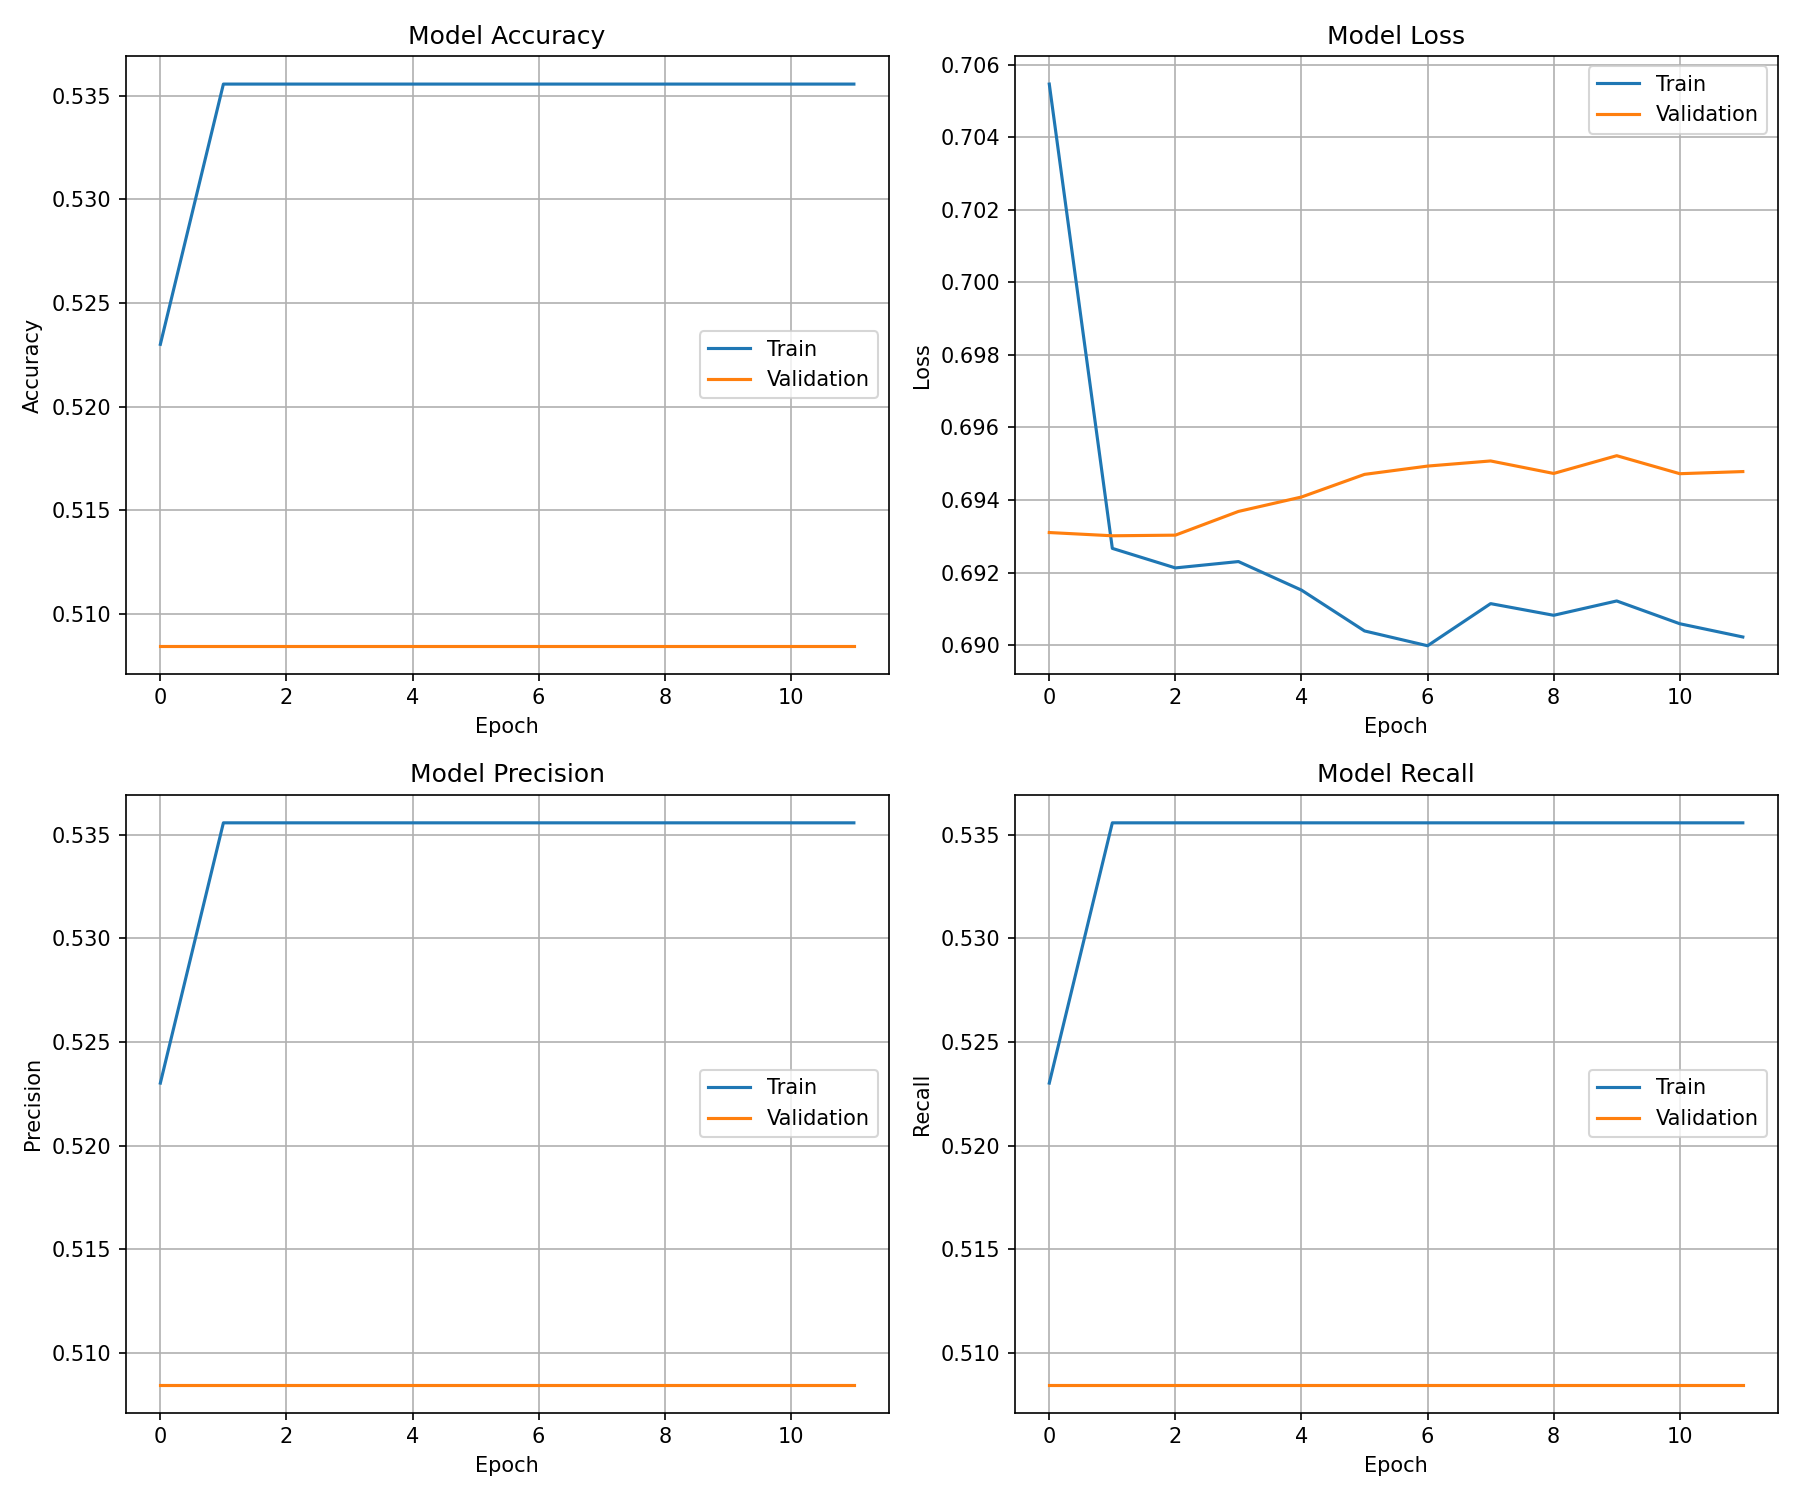 Model Accuracy
Accuracy
0.535
0.530
0.525
0.520
0.515
0.510
0 2 4 6 8 10
Epoch
Train
Validation
Model Loss
Loss
0.706
0.704
0.702
0.700
0.698
0.696
0.694
0.692
0.690
0 2 4 6 8 10
Epoch
Train
Validation
Model Precision
Precision
0.535
0.530
0.525
0.520
0.515
0.510
0 2 4 6 8 10
Epoch
Train
Validation
Model Recall
Recall
0.535
0.530
0.525
0.520
0.515
0.510
0 2 4 6 8 10
Epoch
Train
Validation